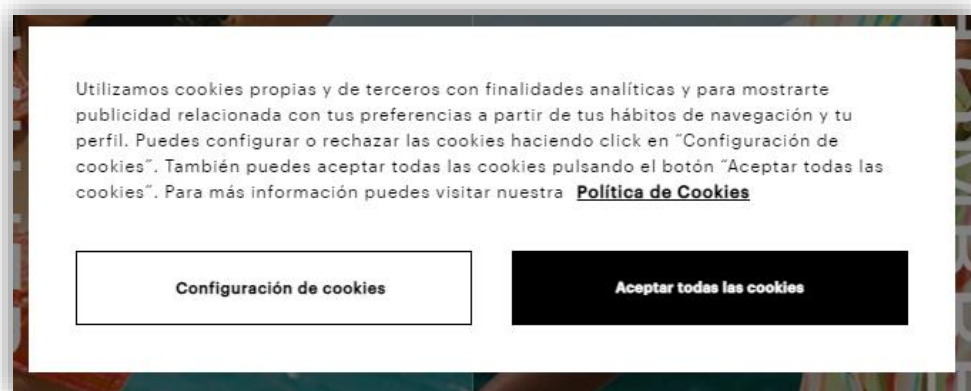 Utilizamos cookies propias y de terceros con finalidades analíticas y para mostrarte
publicidad relacionada con tus preferencias a partir de tus hábitos de navegación y tu
perfil. Puedes configurar o rechazar las cookies haciendo click en “Configuración de
cookies”. También puedes aceptar todas las cookies pulsando el botón “Aceptar todas las
cookies”. Para más información puedes visitar nuestra Política de Cookies
Configuración de cookies
Aceptar todas las cookies